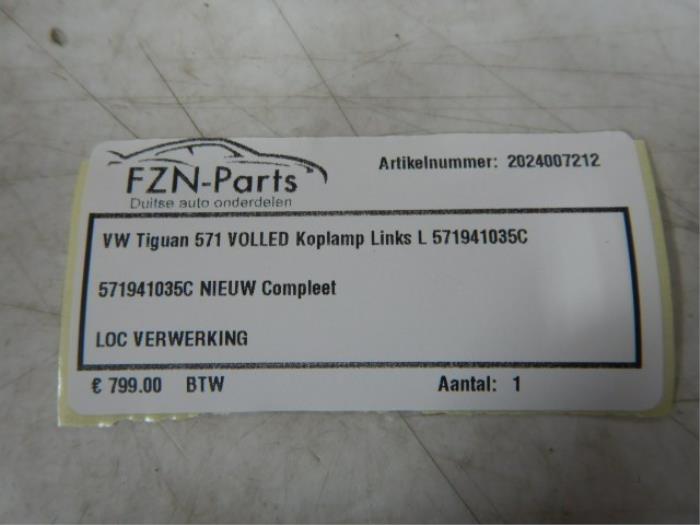 FZN-Parts
Duitse auto onderdelen
Artikelnummer: 2024007212
VW Tiguan 571 VOLLED Koplamp Links L 571941035C
571941035C NIEUW Compleet
LOC VERWERKING
€ 799.00 BTW Aantal: 1